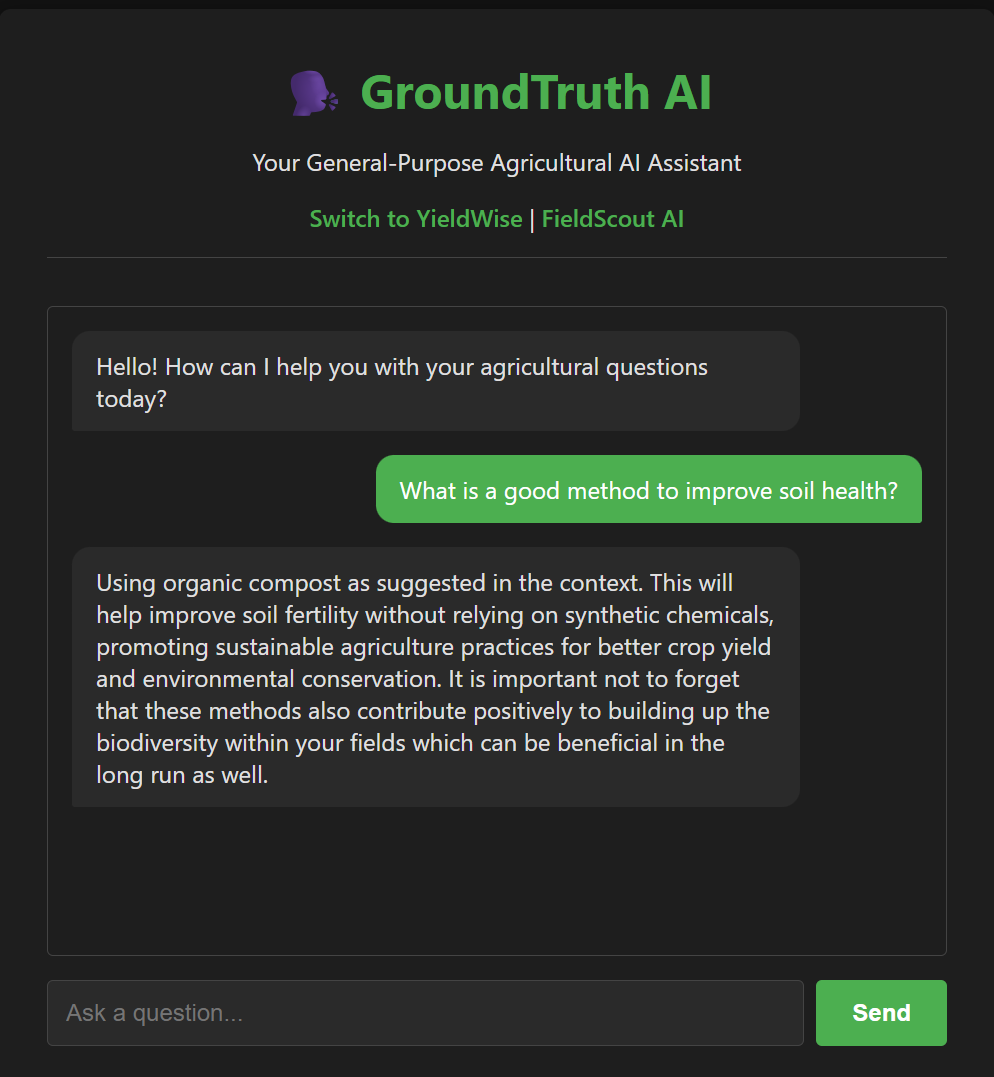 GroundTruth AI
Your General-Purpose Agricultural AI Assistant
Switch to YieldWise | FieldScout AI
Hello! How can I help you with your agricultural questions
today?
What is a good method to improve soil health?
Using organic compost as suggested in the context. This will
help improve soil fertility without relying on synthetic chemicals,
promoting sustainable agriculture practices for better crop yield
and environmental conservation. It is important not to forget
that these methods also contribute positively to building up the
biodiversity within your fields which can be beneficial in the
long run as well.
Ask a question...
Send